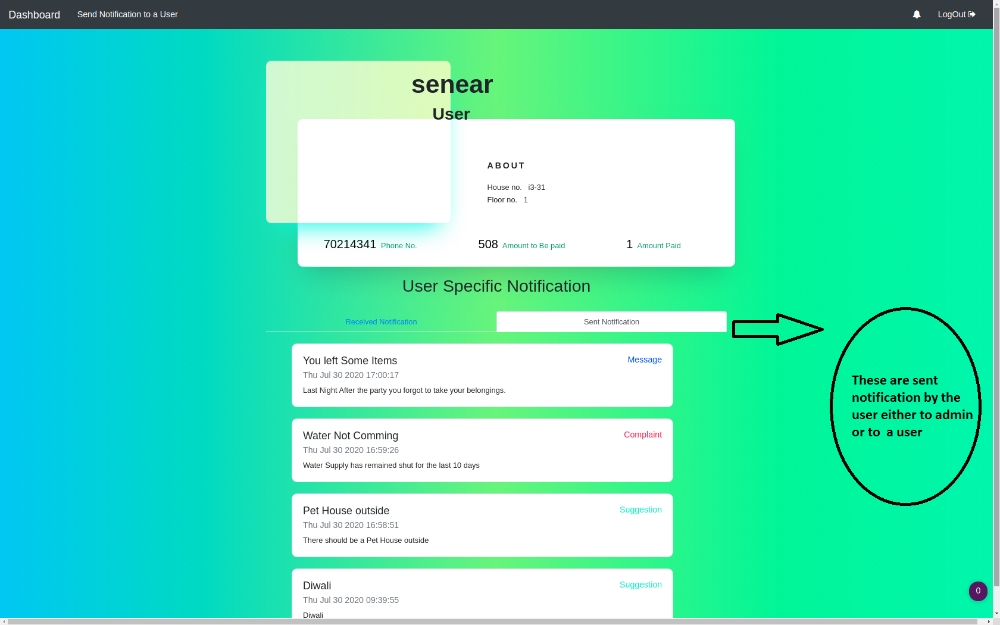 Dashboard Send Notification to a User LogOut
senear
User
ABOUT
House no. i3-31
Floor no. 1
70214341 Phone No. 508 Amount to Be paid 1 Amount Paid
User Specific Notification
Received Notification Sent Notification
You left Some Items Message
Thu Jul 30 2020 17:00:17
Last Night After the party you forgot to take your belongings.
Water Not Comming Complaint
Thu Jul 30 2020 16:59:26
Water Supply has remained shut for the last 10 days
Pet House outside Suggestion
Thu Jul 30 2020 16:58:51
There should be a Pet House outside
Diwali Suggestion
Thu Jul 30 2020 09:39:55
Diwali
These are sent
notification by the
user either to admin
or to a user
0